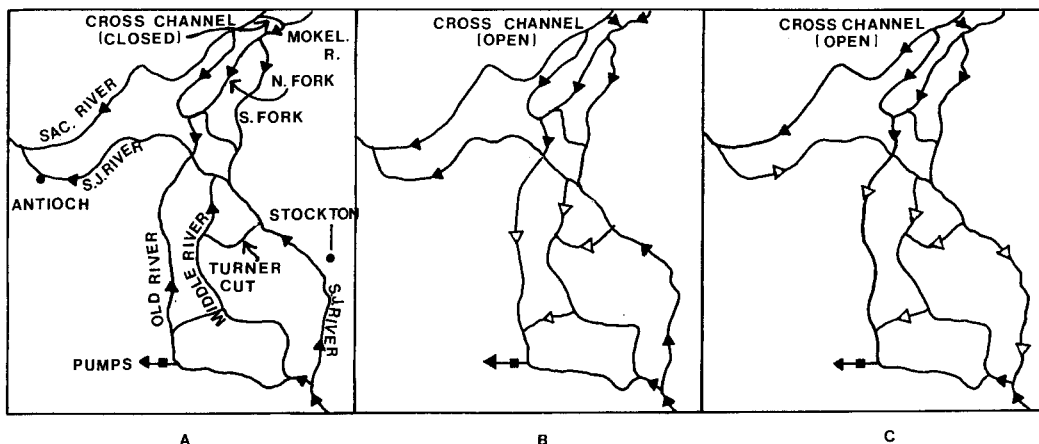 CROSS CHANNEL
(CLOSED)
MOKEL.
R.
N. FORK
S. FORK
SAC. RIVER
S.J. RIVER
ANTIOCH
STOCKTON
OLD RIVER
MIDDLE RIVER
TURNER
CUT
S.J. RIVER
PUMPS
CROSS CHANNEL
(OPEN)
CROSS CHANNEL
(OPEN)
A
B
C